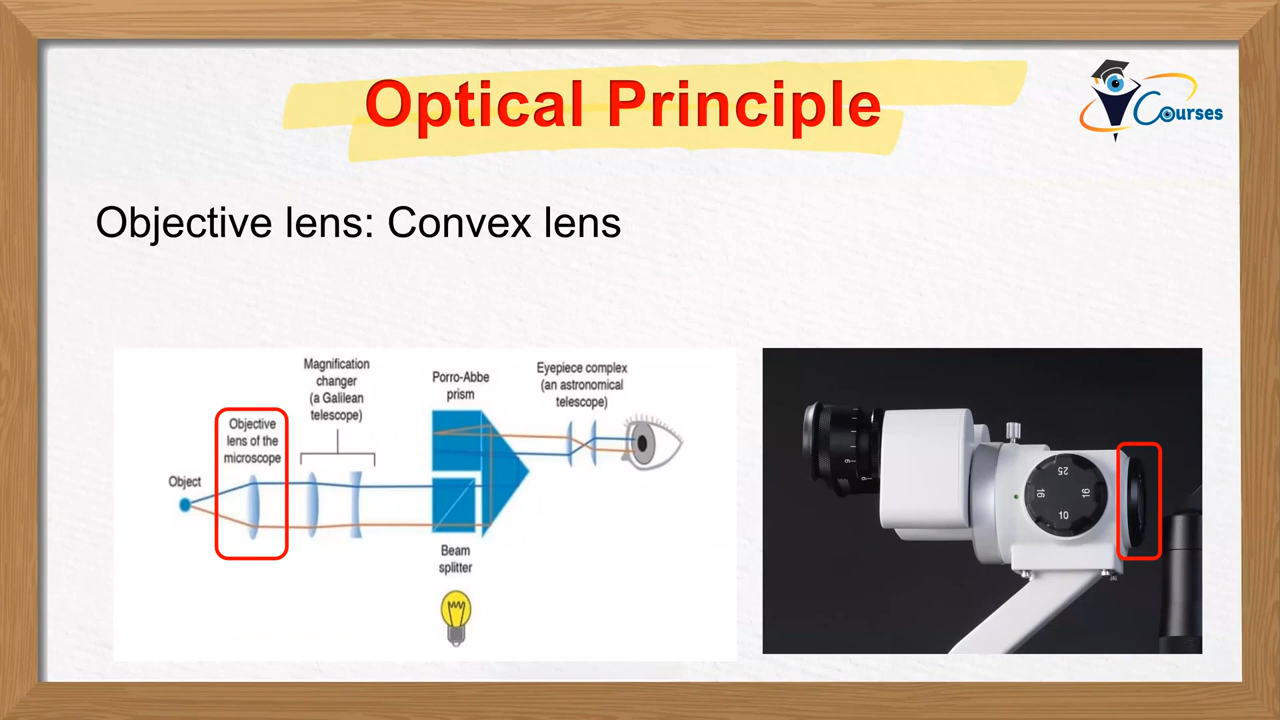 Optical Principle
Courses
Objective lens: Convex lens
Magnification
changer
(a Galilean
telescope)
Objective
lens of the
microscope
Object
Porro-Abbe
prism
Eyepiece complex
(an astronomical
telescope)
Beam
splitter
25
16
16
10